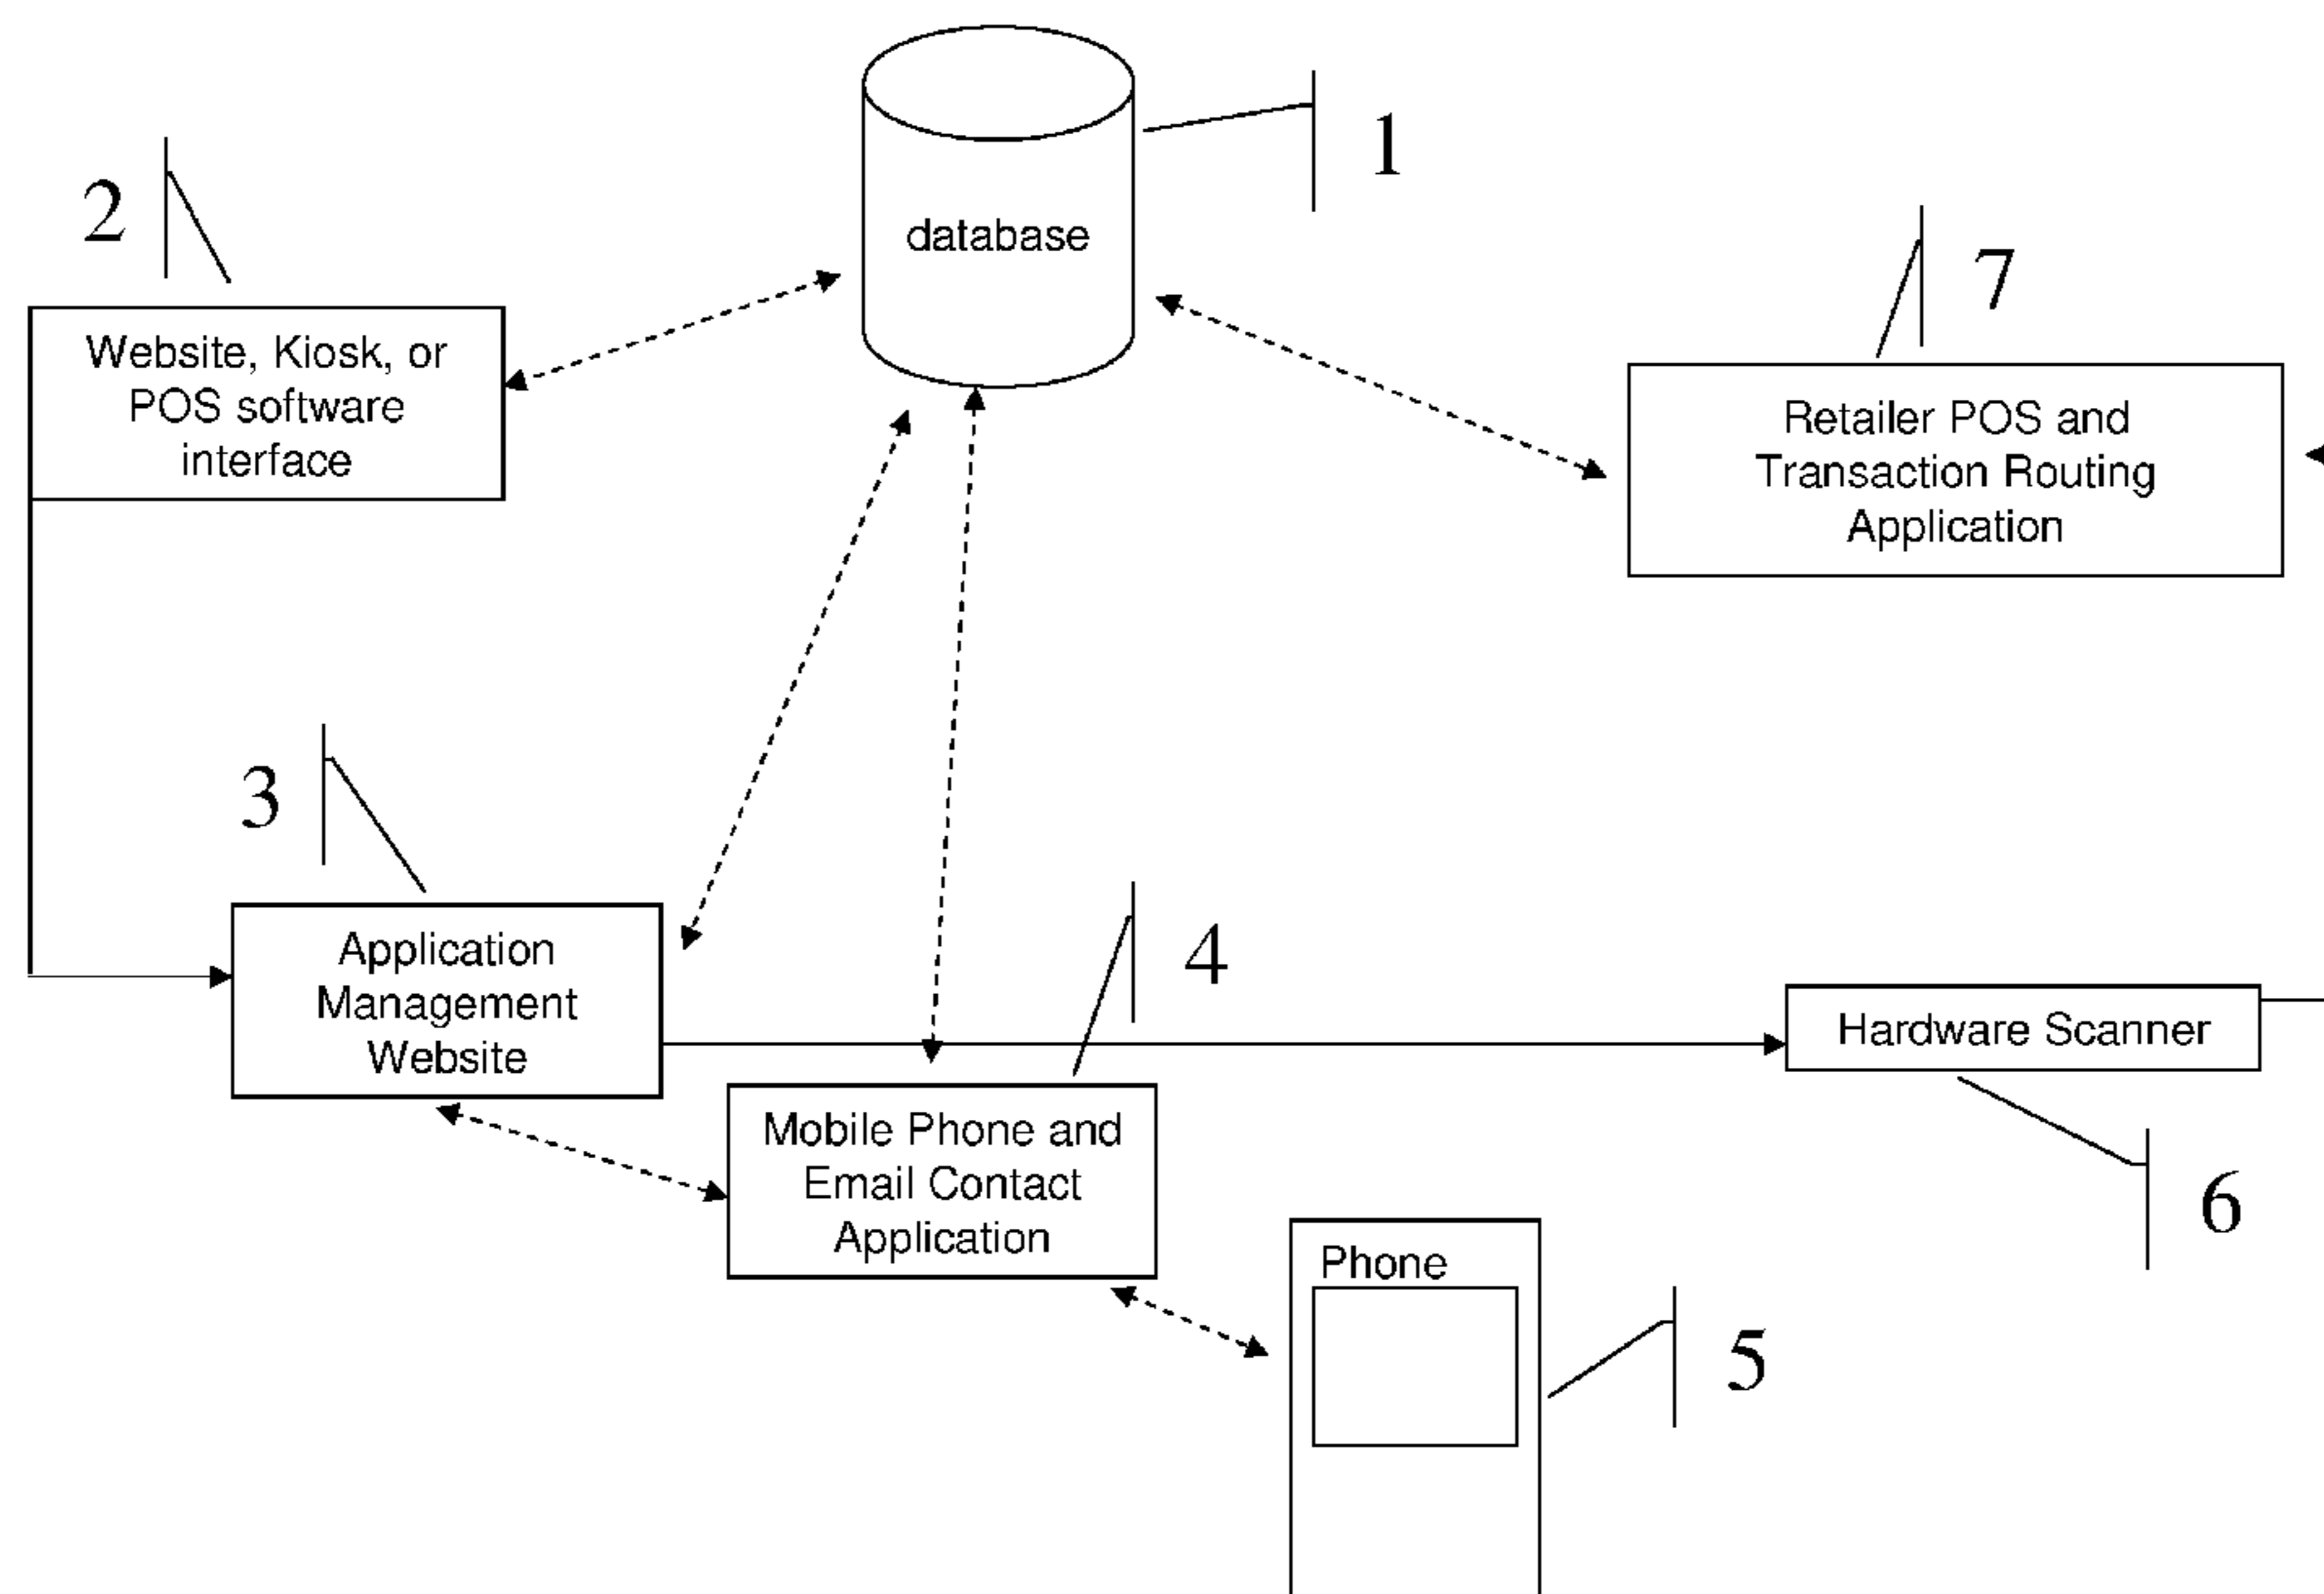 1
database
2
Website, Kiosk, or
POS software
interface
7
Retailer POS and
Transaction Routing
Application
3
Application
Management
Website
4
Mobile Phone and
Email Contact
Application
Hardware Scanner
6
Phone
5